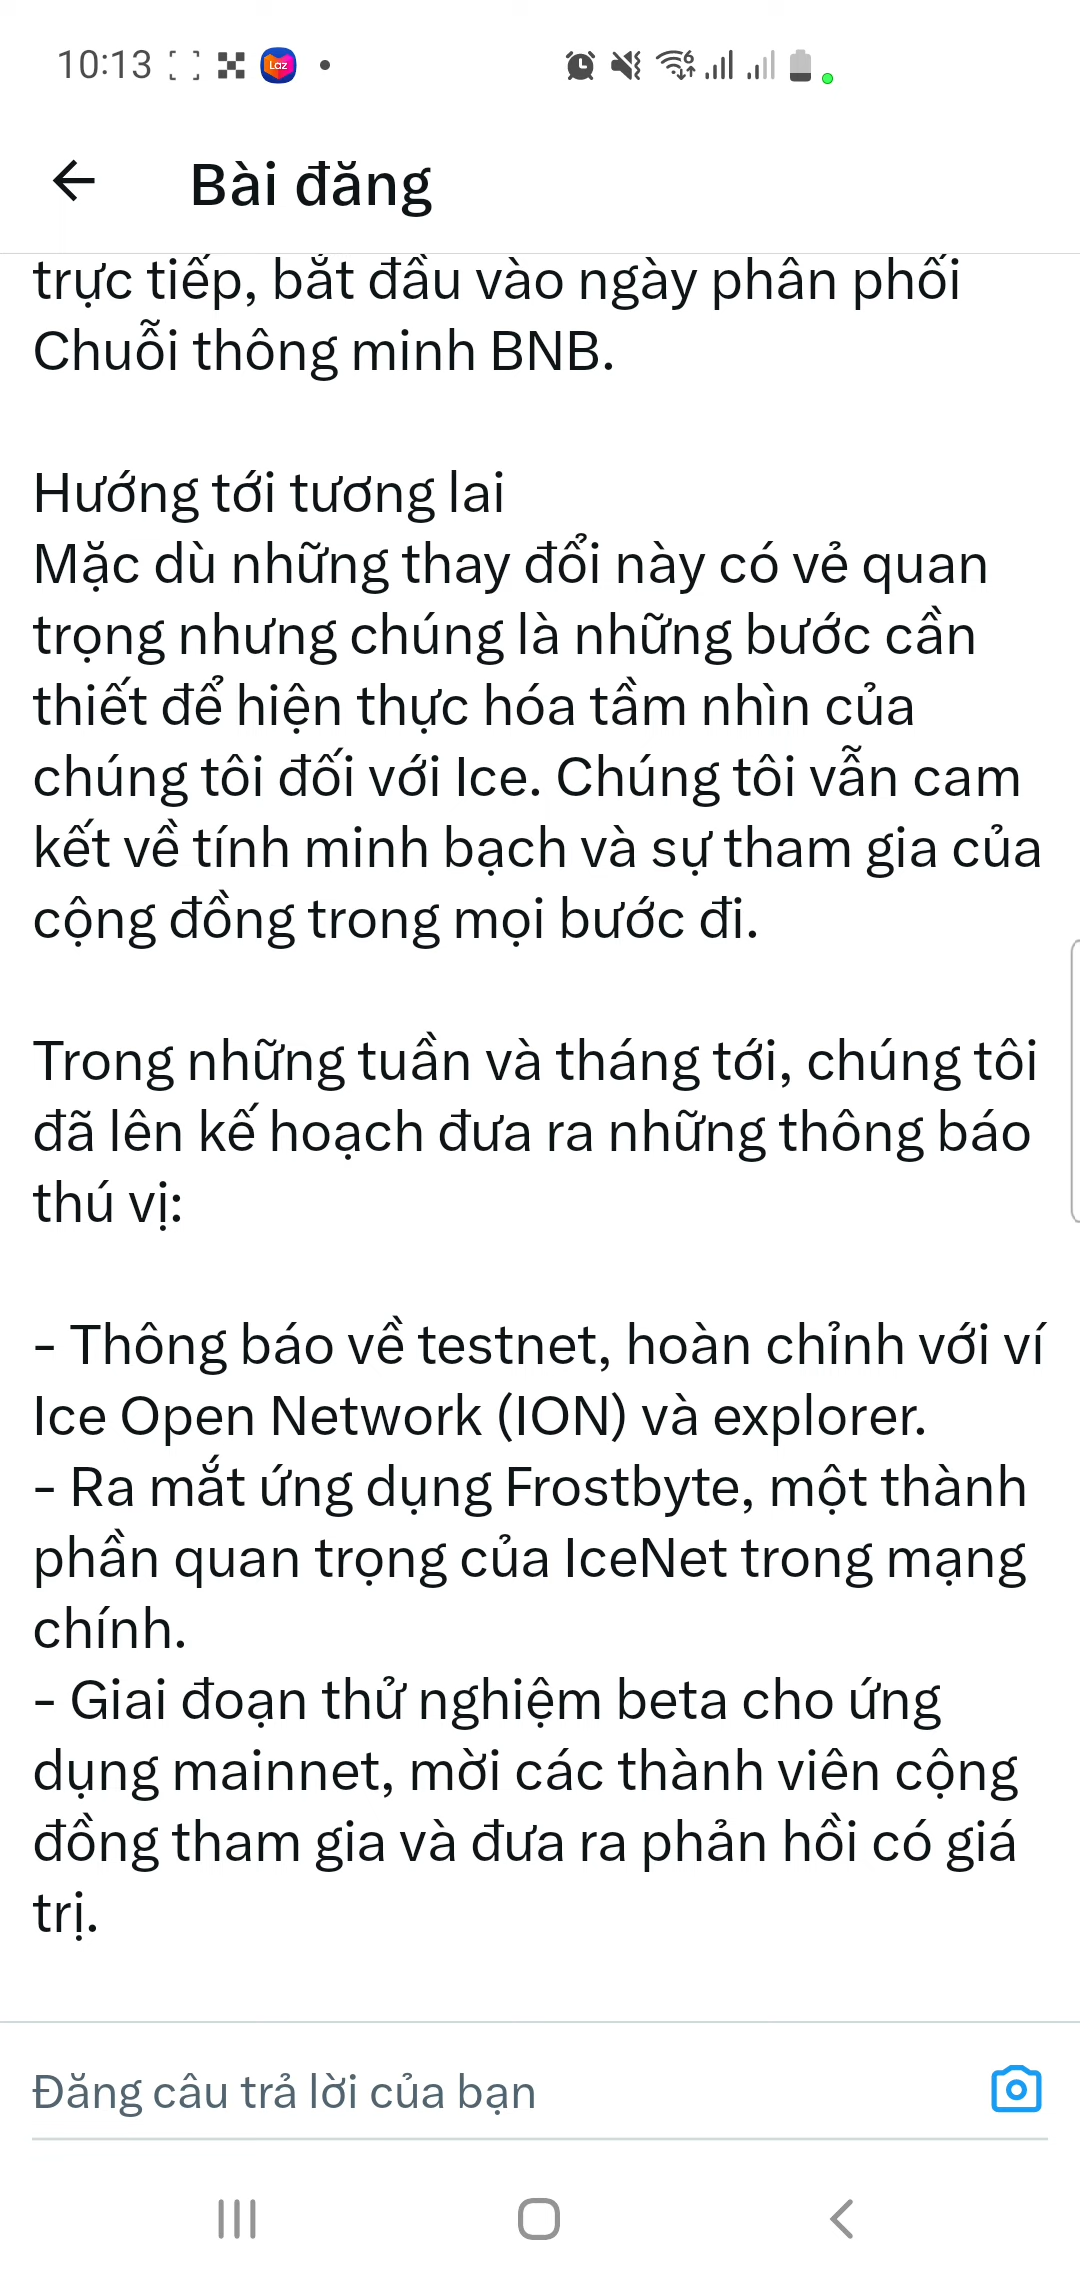 10:13
Laz
6
Bài đăng
trực tiếp, bắt đầu vào ngày phân phối
Chuỗi thông minh BNB.
Hướng tới tương lai
Mặc dù những thay đổi này có vẻ quan
trọng nhưng chúng là những bước cần
thiết để hiện thực hóa tầm nhìn của
chúng tôi đối với Ice. Chúng tôi vẫn cam
kết về tính minh bạch và sự tham gia của
cộng đồng trong mọi bước đi.
Trong những tuần và tháng tới, chúng tôi
đã lên kế hoạch đưa ra những thông báo
thú vị:
- Thông báo về testnet, hoàn chỉnh với ví
Ice Open Network (ION) và explorer.
- Ra mắt ứng dụng Frostbyte, một thành
phần quan trọng của IceNet trong mạng
chính.
- Giai đoạn thử nghiệm beta cho ứng
dụng mainnet, mời các thành viên cộng
đồng tham gia và đưa ra phản hồi có giá
trị.
Đăng câu trả lời của bạn